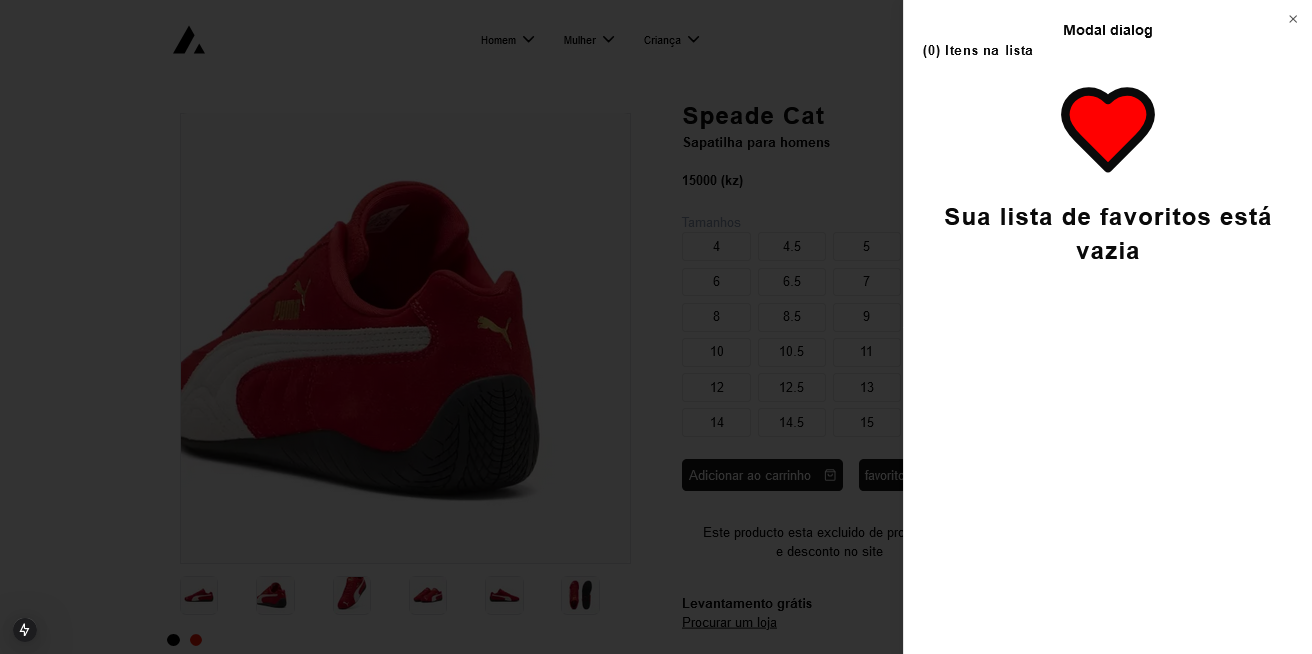 Homem
Mulher
Criança
Speade Cat
Sapatilha para homens
15000 (kz)
Tamanhos
4 4.5 5
6 6.5 7
8 8.5 9
10 10.5 11
12 12.5 13
14 14.5 15
Adicionar ao carrinho
favorito
Este producto esta excluido de pro
e desconto no site
Levantamento grátis
Procurar um loja
Modal dialog
(0) Itens na lista
Sua lista de favoritos está
vazia